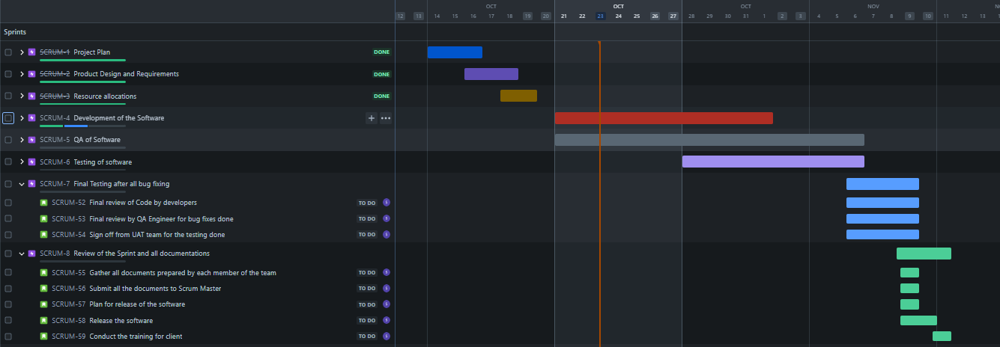 OCT OCT OCT NOV
12 13 14 15 16 17 18 19 20 21 22 23 24 25 26 27 28 29 30 31 1 2 3 4 5 6 7 8 9 10 11 12 13
Sprints
SCRUM-1 Project Plan DONE
SCRUM-2 Product Design and Requirements DONE
SCRUM-3 Resource allocations DONE
SCRUM-4 Development of the Software + •••
SCRUM-5 QA of Software
SCRUM-6 Testing of software
SCRUM-7 Final Testing after all bug fixing
SCRUM-52 Final review of Code by developers TO DO
SCRUM-53 Final review by QA Engineer for bug fixes done TO DO
SCRUM-54 Sign off from UAT team for the testing done TO DO
SCRUM-8 Review of the Sprint and all documentations
SCRUM-55 Gather all documents prepared by each member of the team TO DO
SCRUM-56 Submit all the documents to Scrum Master TO DO
SCRUM-57 Plan for release of the software TO DO
SCRUM-58 Release the software TO DO
SCRUM-59 Conduct the training for client TO DO